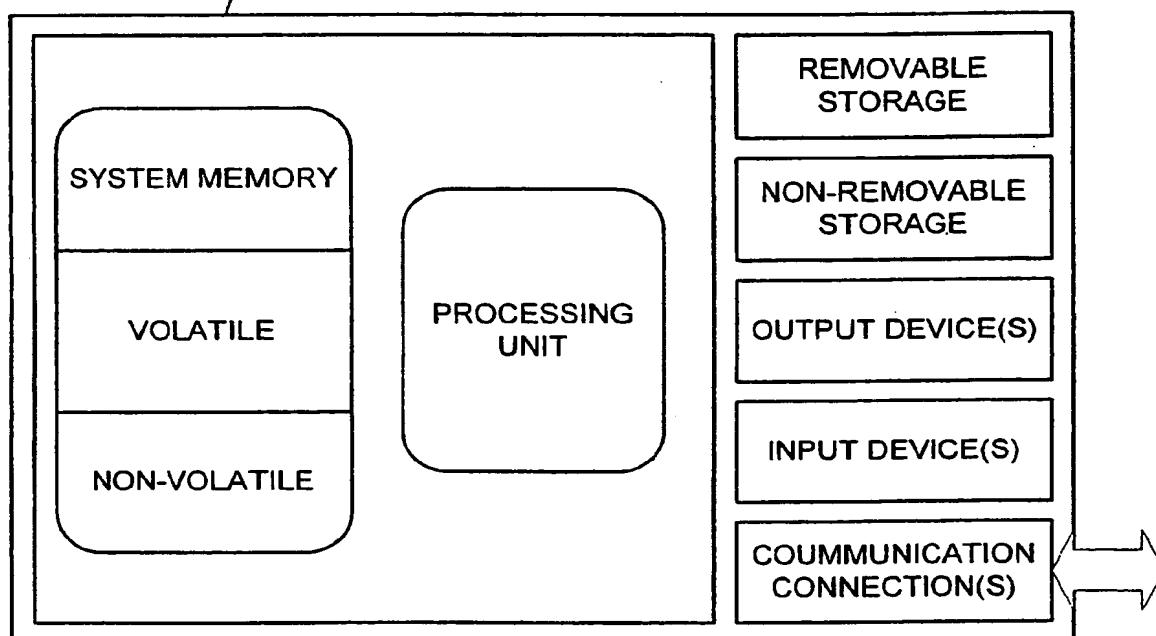 SYSTEM MEMORY
VOLATILE
NON-VOLATILE
PROCESSING
UNIT
REMOVABLE
STORAGE
NON-REMOVABLE
STORAGE
OUTPUT DEVICE(S)
INPUT DEVICE(S)
COUMMUNICATION
CONNECTION(S)